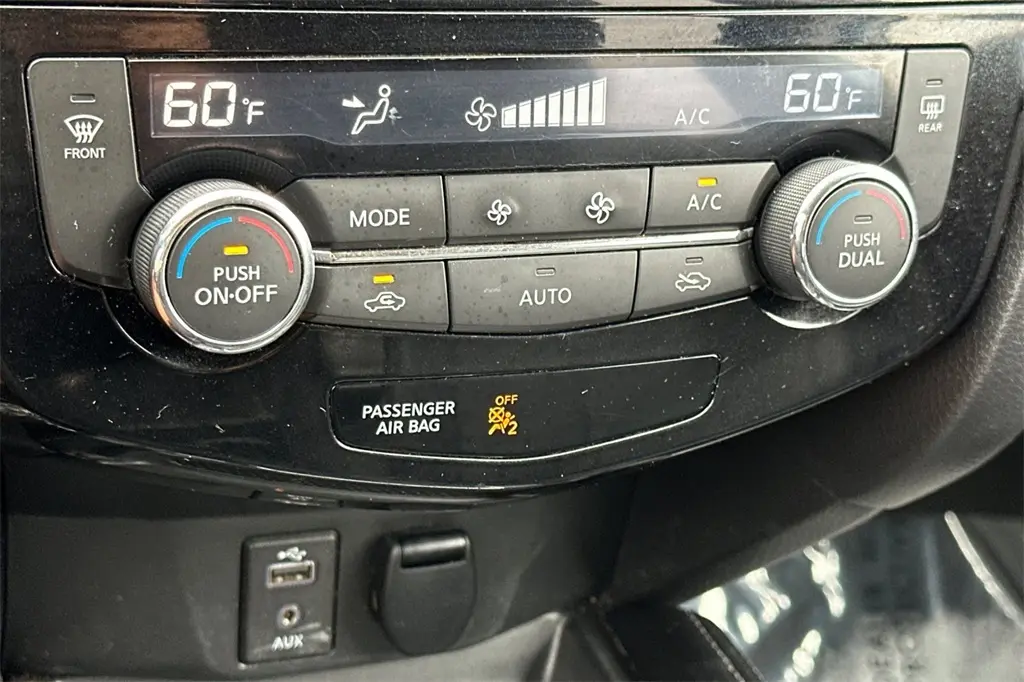 60°F A/C 60°F
FRONT
REAR
MODE
A/C
PUSH
ON•OFF
AUTO
PUSH
DUAL
PASSENGER
AIR BAG
OFF
2
AUX